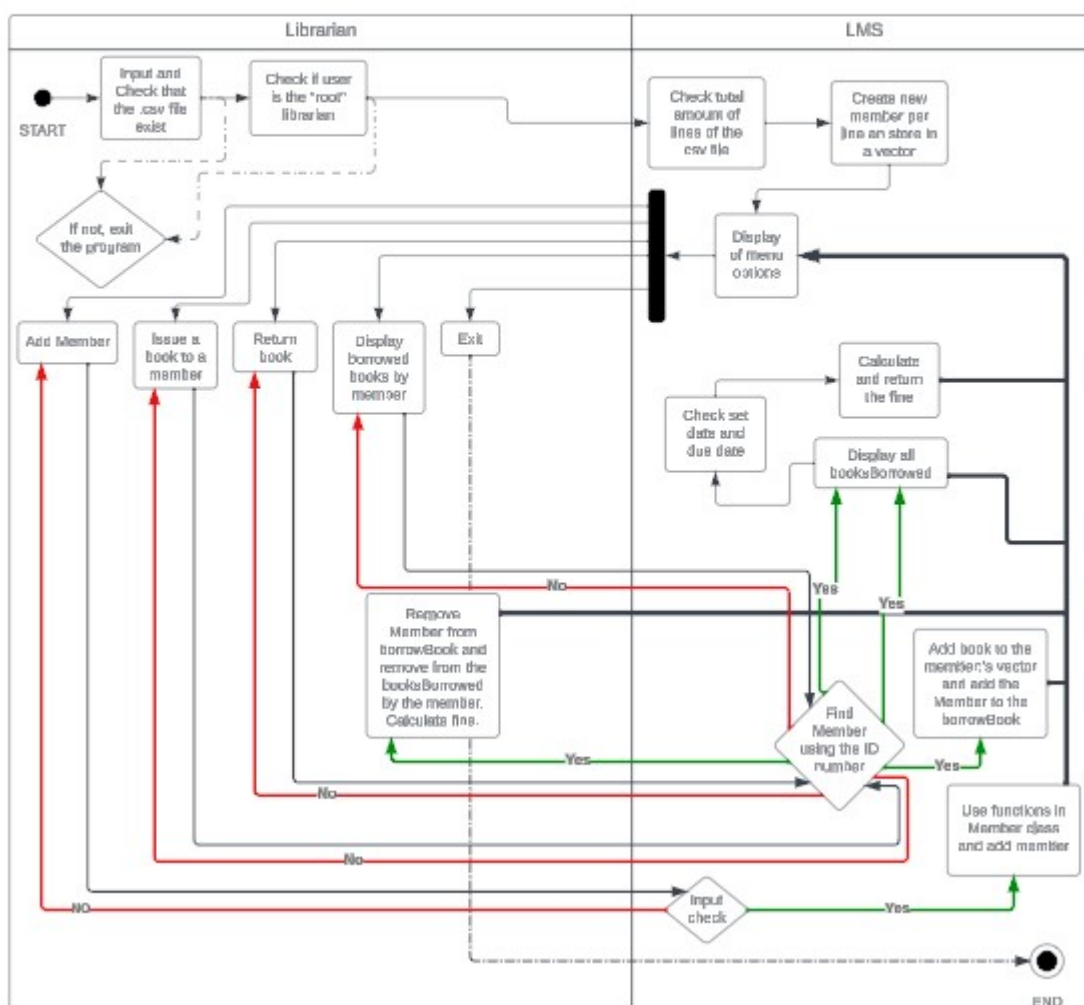 Librarian
LMS
START
Input and
Check that
the .csv file
exist
Check if user
is the "root"
librarian
Check total
amount of
lines of the
csv file
Create new
member per
line an store in
a vector
If not, exit
the program
Display
of menu
options
Add Member
Issue a
book to a
member
Return
book
Display
borrowed
books by
member
Exit
Calculate
and return
the fine
Check set
date and
due date
Display all
booksBorrowed
No
Yes
Yes
Remove
Member from
borrowBook and
remove from the
booksBorrowed
by the member.
Calculate fine.
Add book to the
member's vector
and add the
Member to the
borrowBook
Find
Member
using the ID
number
Yes
Yes
No
Use functions in
Member class
and add member
No
Input
check
NO
Yes
END